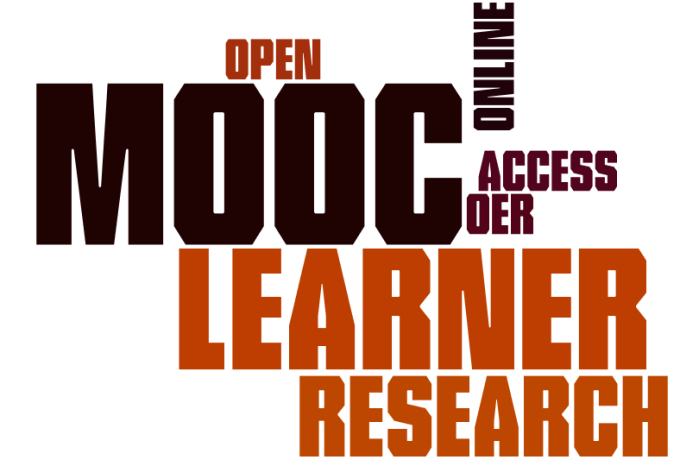 OPEN
ONLINE
MOOC
ACCESS
OER
LEARNER
RESEARCH